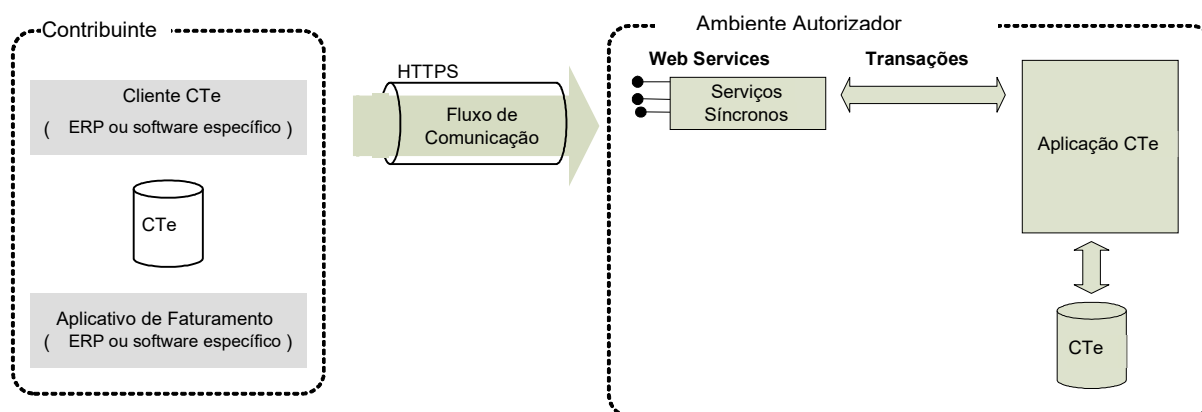 Contribuinte
Cliente CTe
( ERP ou software específico )
CTe
Aplicativo de Faturamento
( ERP ou software específico )
HTTPS
Fluxo de
Comunicação
Ambiente Autorizador
Web Services
Transações
Serviços
Síncronos
Aplicação CTe
CTe